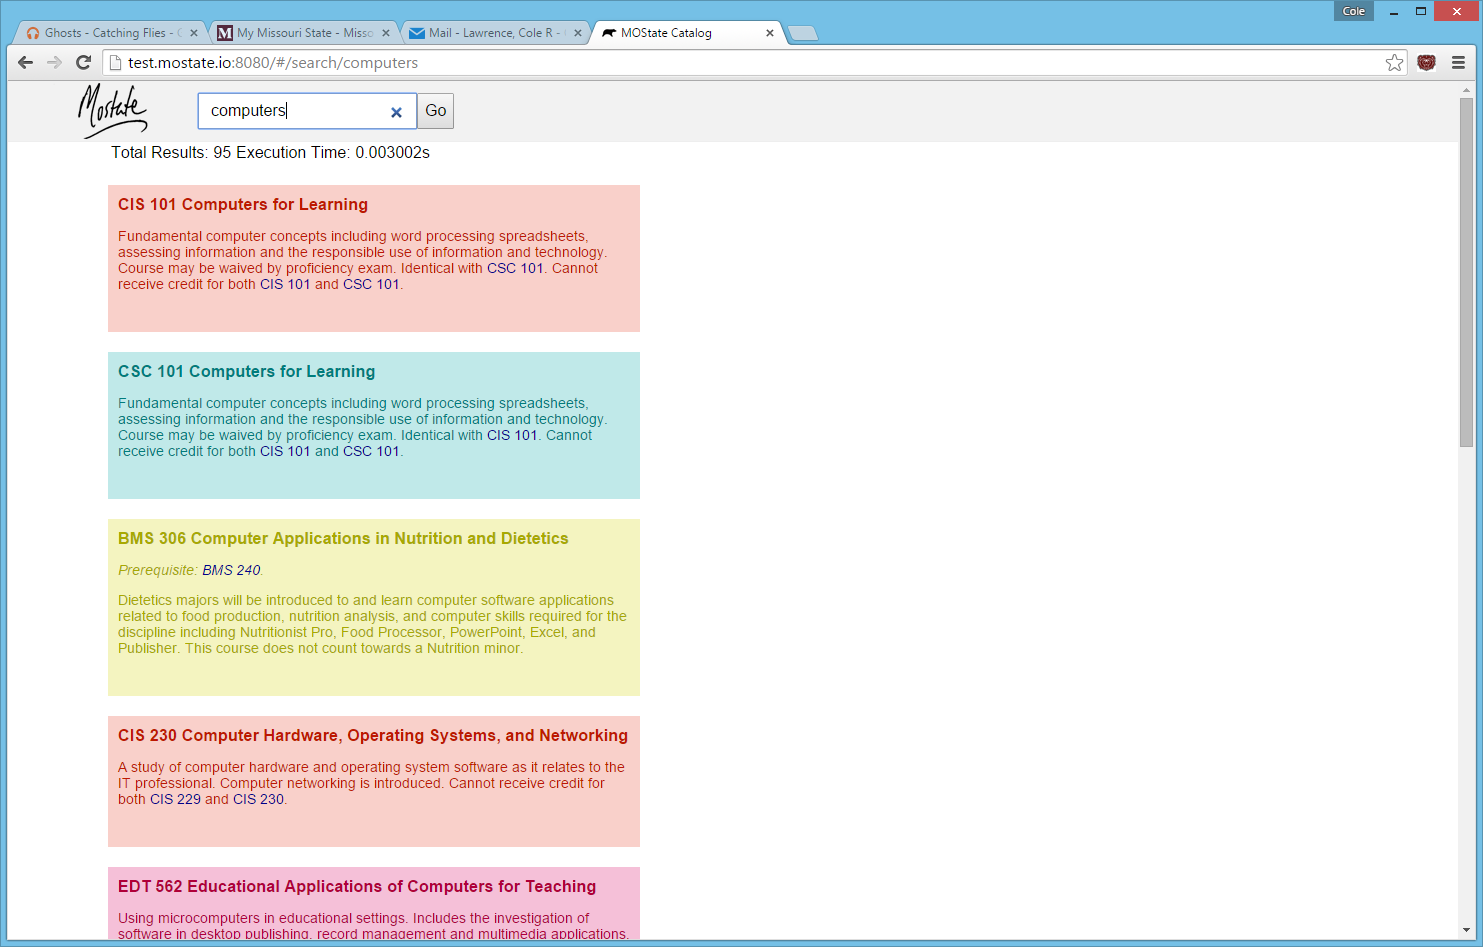 Cole
Ghosts - Catching Flies - C
My Missouri State - Misso
Mail - Lawrence, Cole R -
MOState Catalog
test.mostate.io:8080/#/search/computers
Mostate
computers
Go
Total Results: 95 Execution Time: 0.003002s
CIS 101 Computers for Learning
Fundamental computer concepts including word processing spreadsheets,
assessing information and the responsible use of information and technology.
Course may be waived by proficiency exam. Identical with CSC 101. Cannot
receive credit for both CIS 101 and CSC 101.
CSC 101 Computers for Learning
Fundamental computer concepts including word processing spreadsheets,
assessing information and the responsible use of information and technology.
Course may be waived by proficiency exam. Identical with CIS 101. Cannot
receive credit for both CIS 101 and CSC 101.
BMS 306 Computer Applications in Nutrition and Dietetics
Prerequisite: BMS 240.
Dietetics majors will be introduced to and learn computer software applications
related to food production, nutrition analysis, and computer skills required for the
discipline including Nutritionist Pro, Food Processor, PowerPoint, Excel, and
Publisher. This course does not count towards a Nutrition minor.
CIS 230 Computer Hardware, Operating Systems, and Networking
A study of computer hardware and operating system software as it relates to the
IT professional. Computer networking is introduced. Cannot receive credit for
both CIS 229 and CIS 230.
EDT 562 Educational Applications of Computers for Teaching
Using microcomputers in educational settings. Includes the investigation of
software in desktop publishing, record management and multimedia applications.